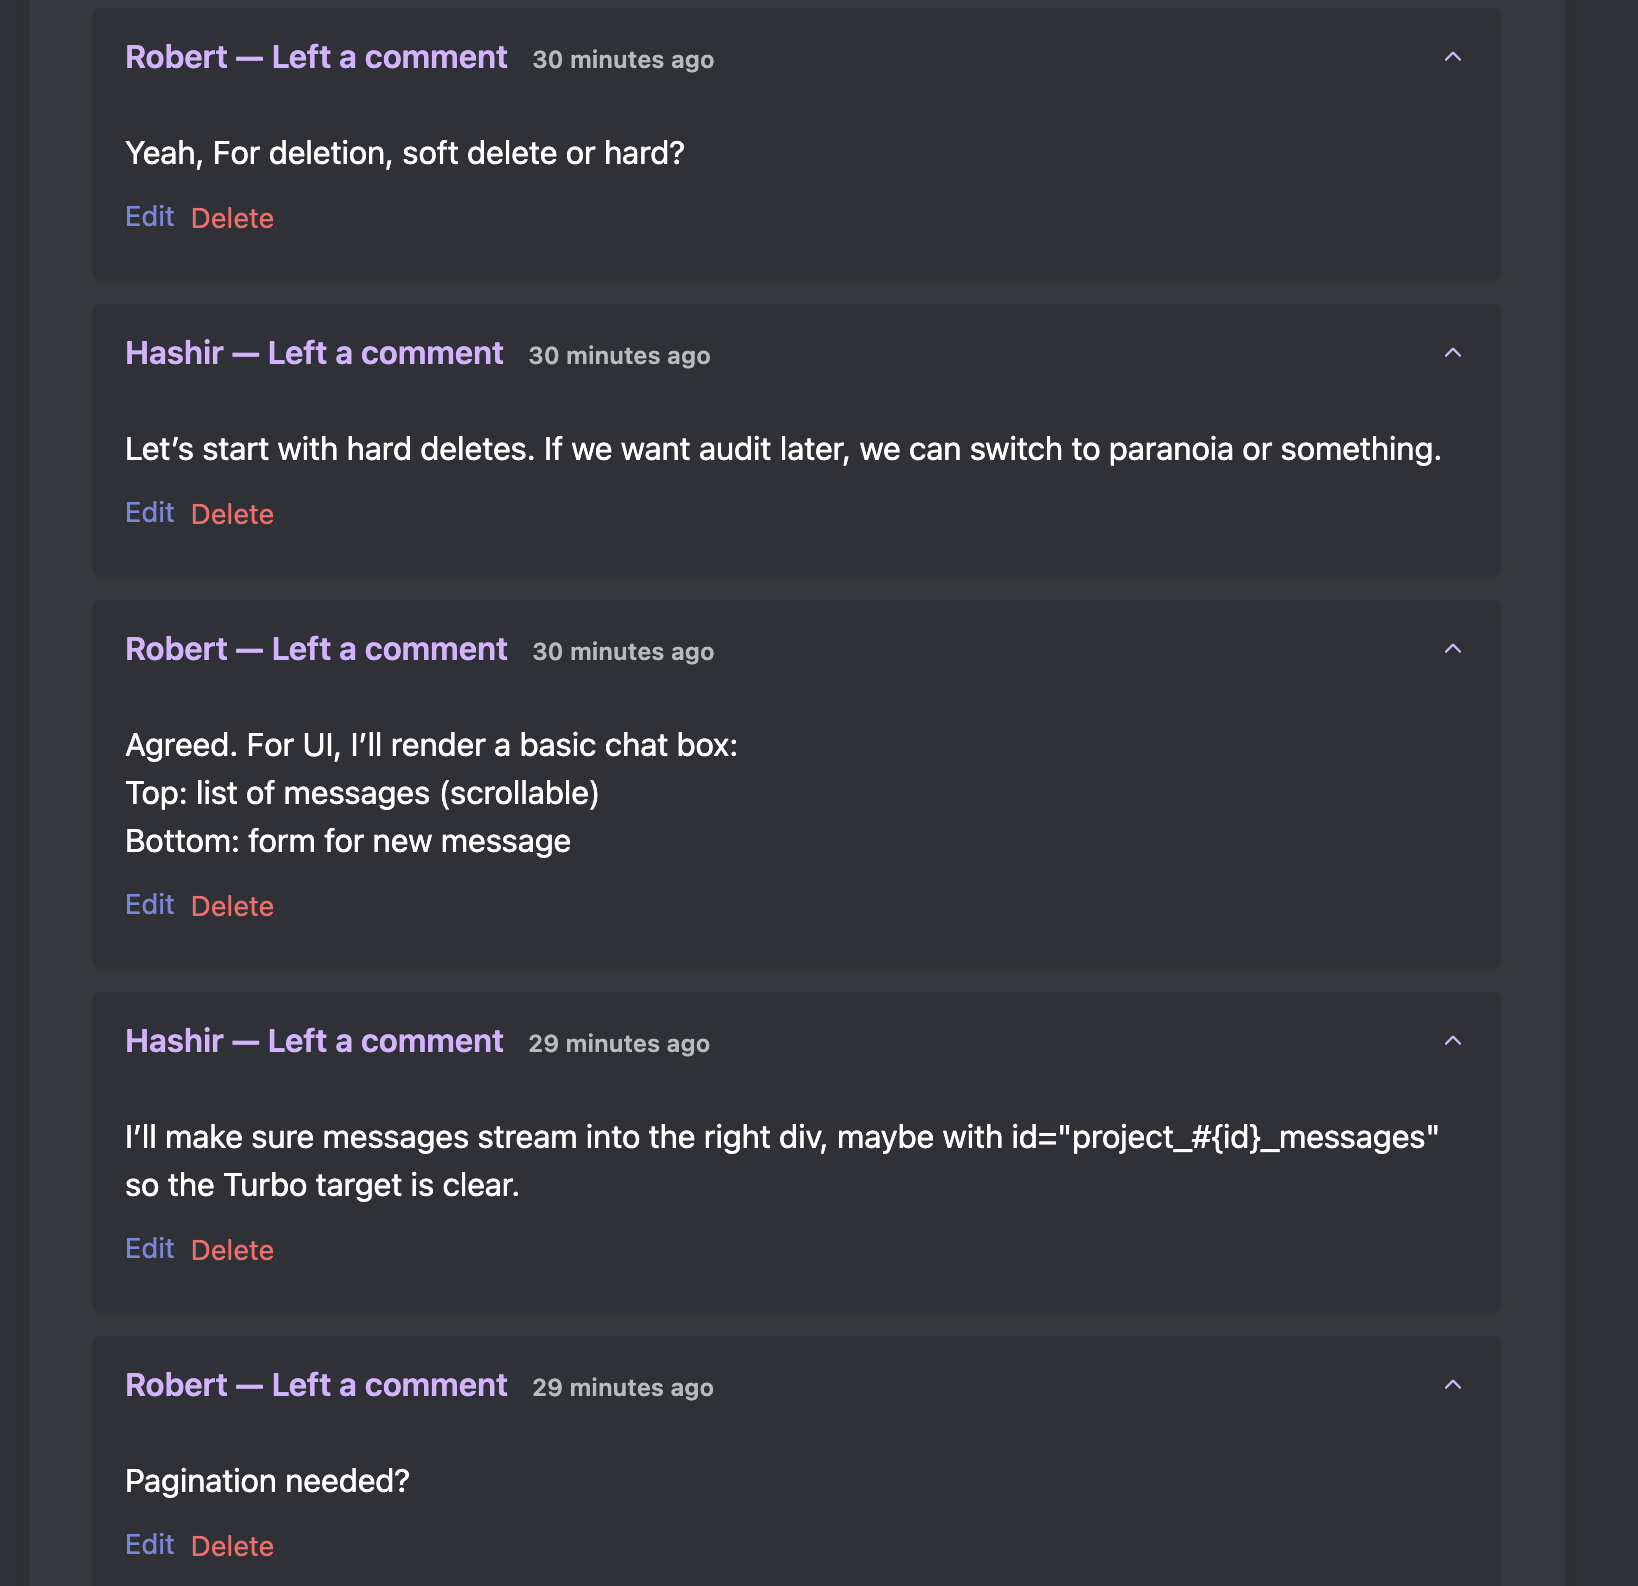 Robert — Left a comment 30 minutes ago
Yeah, For deletion, soft delete or hard?
Edit Delete
Hashir — Left a comment 30 minutes ago
Let’s start with hard deletes. If we want audit later, we can switch to paranoia or something.
Edit Delete
Robert — Left a comment 30 minutes ago
Agreed. For UI, I’ll render a basic chat box:
Top: list of messages (scrollable)
Bottom: form for new message
Edit Delete
Hashir — Left a comment 29 minutes ago
I’ll make sure messages stream into the right div, maybe with id="project_#{id}_messages"
so the Turbo target is clear.
Edit Delete
Robert — Left a comment 29 minutes ago
Pagination needed?
Edit Delete